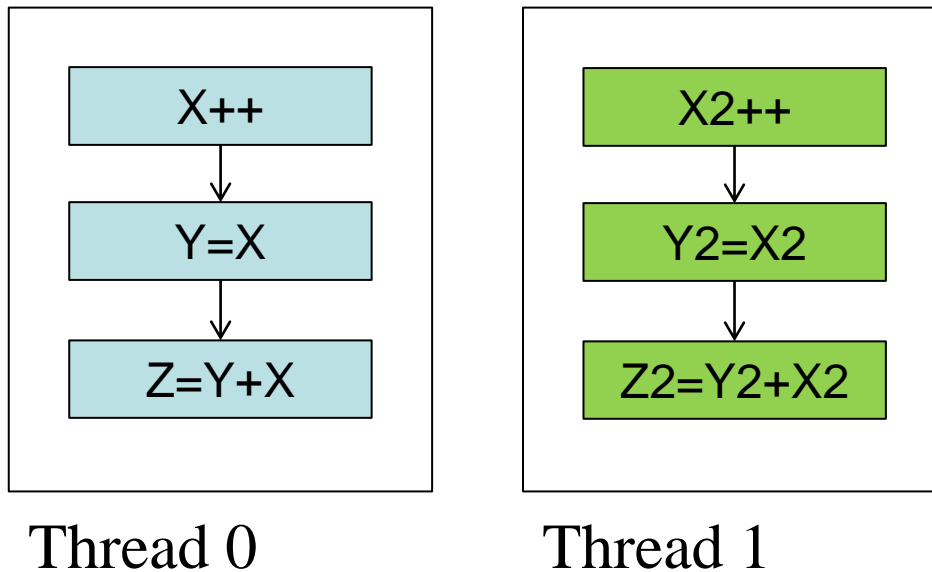 X++
Y=X
Z=Y+X
Thread 0
X2++
Y2=X2
Z2=Y2+X2
Thread 1